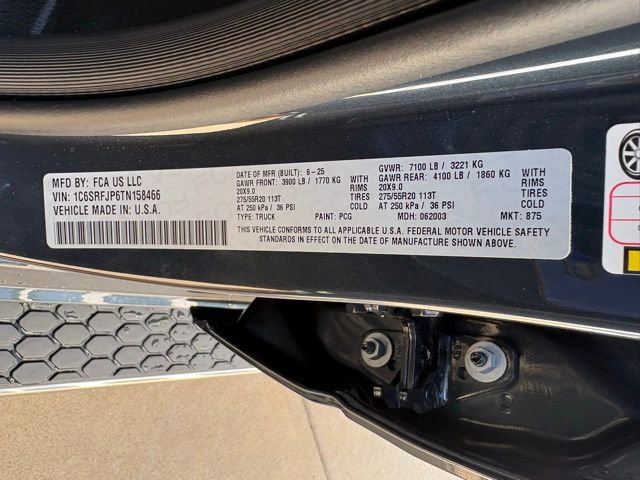 MFD BY: FCA US LLC
VIN: 1C6SRFJP6TN158466
VEHICLE MADE IN U.S.A.
DATE OF MFR (BUILT): 6-25
GAWR FRONT: 3900 LB / 1770 KG WITH
20X9.0 RIMS
275/55R20 113T TIRES
AT 250 kPa / 36 PSI COLD
TYPE: TRUCK PAINT: PCG
GVWR: 7100 LB / 3221 KG
GAWR REAR: 4100 LB / 1860 KG WITH
20X9.0 RIMS
275/55R20 113T TIRES
AT 250 kPa / 36 PSI COLD
MDH: 062003 MKT: 875
THIS VEHICLE CONFORMS TO ALL APPLICABLE U.S.A. FEDERAL MOTOR VEHICLE SAFETY
STANDARDS IN EFFECT ON THE DATE OF MANUFACTURE SHOWN ABOVE.